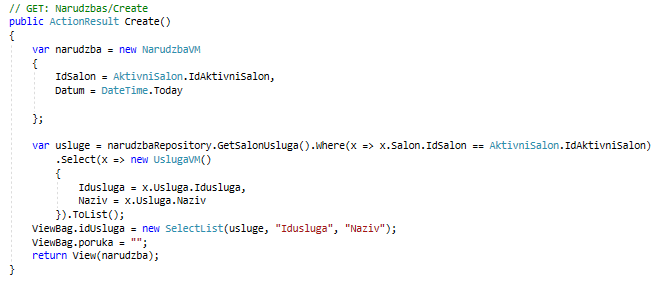 // GET: Narudzbas/Create
public ActionResult Create()
{
    var narudzba = new NarudzbaVM
    {
        IdSalon = AktivniSalon.IdAktivniSalon,
        Datum = DateTime.Today

    };

    var usluge = narudzbaRepository.GetSalonUsluga().Where(x => x.Salon.IdSalon == AktivniSalon.IdAktivniSalon)
        .Select(x => new UslugaVM()
        {
            Idusluga = x.Usluga.Idusluga,
            Naziv = x.Usluga.Naziv
        }).ToList();
    ViewBag.idUsluga = new SelectList(usluge, "Idusluga", "Naziv");
    ViewBag.poruka = "";
    return View(narudzba);
}